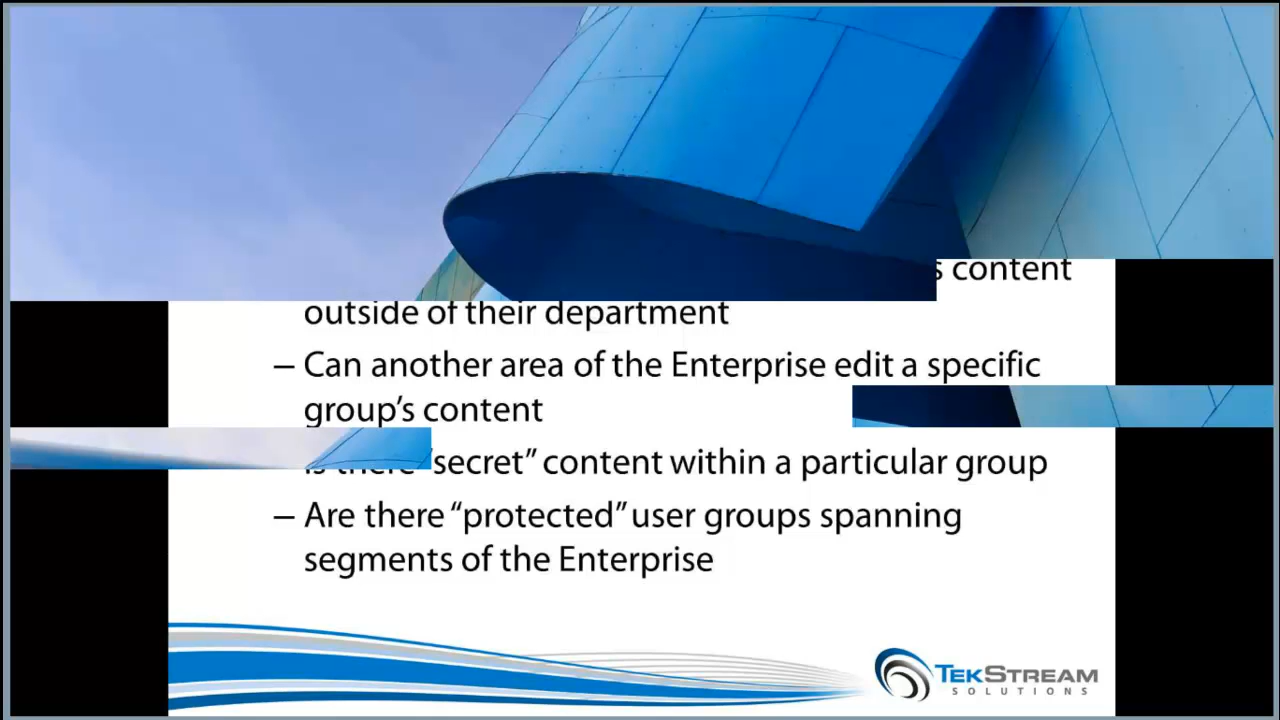 content
outside of their department
– Can another area of the Enterprise edit a specific
group's content
"secret" content within a particular group
– Are there “protected” user groups spanning
segments of the Enterprise
TEKSTREAM
SOLUTIONS